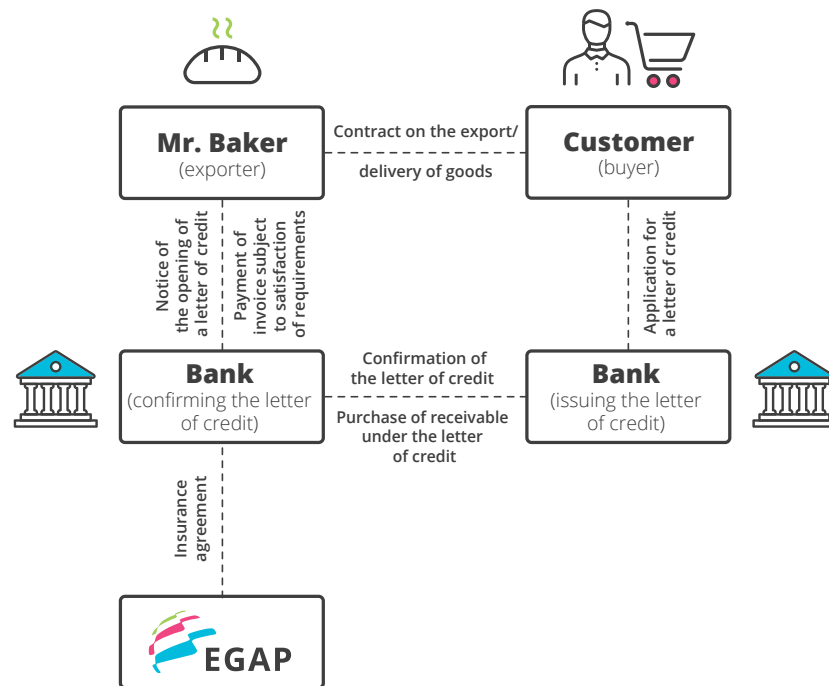 Mr. Baker
(exporter)
Contract on the export/
delivery of goods
Customer
(buyer)
Notice of
the opening of
a letter of credit
Payment of
invoice subject
to satisfaction
of requirements
Application for
a letter of credit
Bank
(confirming the letter
of credit)
Confirmation of
the letter of credit
Purchase of receivable
under the letter
of credit
Bank
(issuing the letter
of credit)
Insurance
agreement
EGAP